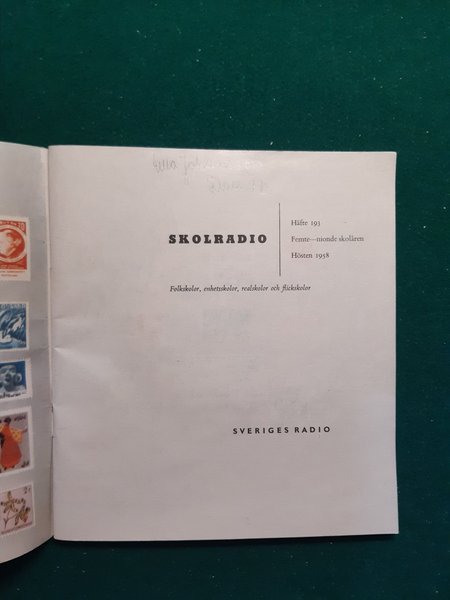 SKOLRADIO
Häfte 193
Femte—nionde skolåren
Hösten 1958
Folkskolor, enhetsskolor, realskolor och flickskolor
SVERIGES RADIO